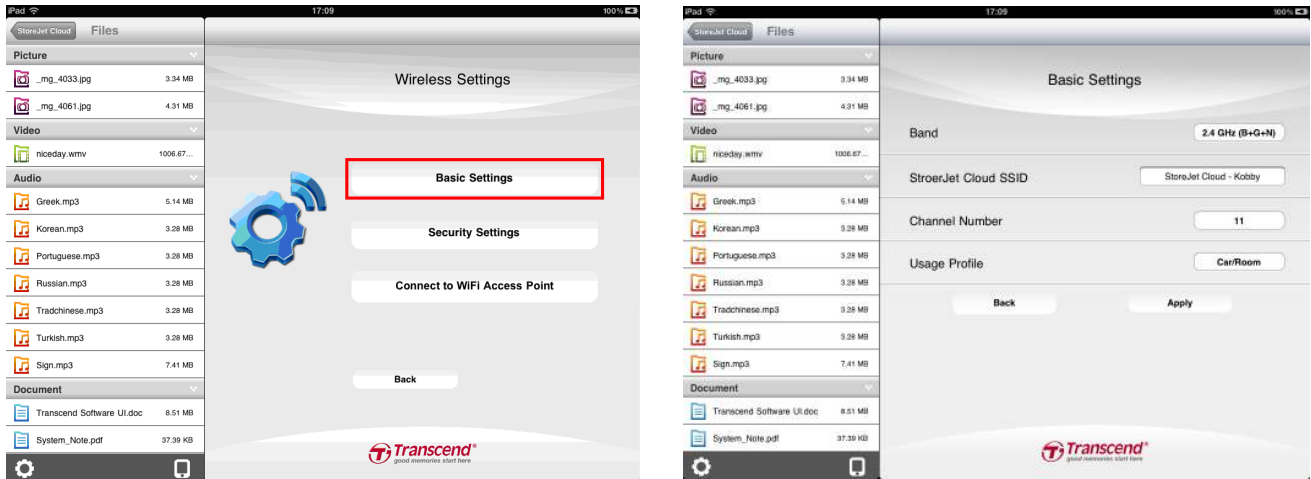 iPad 17:09 100%
StoreJet Cloud Files
Picture
_mg_4033.jpg 3.34 MB
_mg_4061.jpg 4.31 MB
Video
niceday.wmv 1006.67...
Audio
Greek.mp3 5.14 MB
Korean.mp3 3.28 MB
Portuguese.mp3 3.28 MB
Russian.mp3 3.28 MB
Tradchinese.mp3 3.28 MB
Turkish.mp3 3.28 MB
Sign.mp3 7.41 MB
Document
Transcend Software UI.doc 8.51 MB
System_Note.pdf 37.39 KB
Wireless Settings
Basic Settings
Security Settings
Connect to WiFi Access Point
Back
Transcend®
good memories start here
iPad 17:09 100%
StoreJet Cloud Files
Picture
_mg_4033.jpg 3.34 MB
_mg_4061.jpg 4.31 MB
Video
niceday.wmv 1006.67...
Audio
Greek.mp3 5.14 MB
Korean.mp3 3.28 MB
Portuguese.mp3 3.28 MB
Russian.mp3 3.28 MB
Tradchinese.mp3 3.28 MB
Turkish.mp3 3.28 MB
Sign.mp3 7.41 MB
Document
Transcend Software UI.doc 8.51 MB
System_Note.pdf 37.39 KB
Basic Settings
Band 2.4 GHz (B+G+N)
StroerJet Cloud SSID StoreJet Cloud - Kobby
Channel Number 11
Usage Profile Car/Room
Back Apply
Transcend®
good memories start here